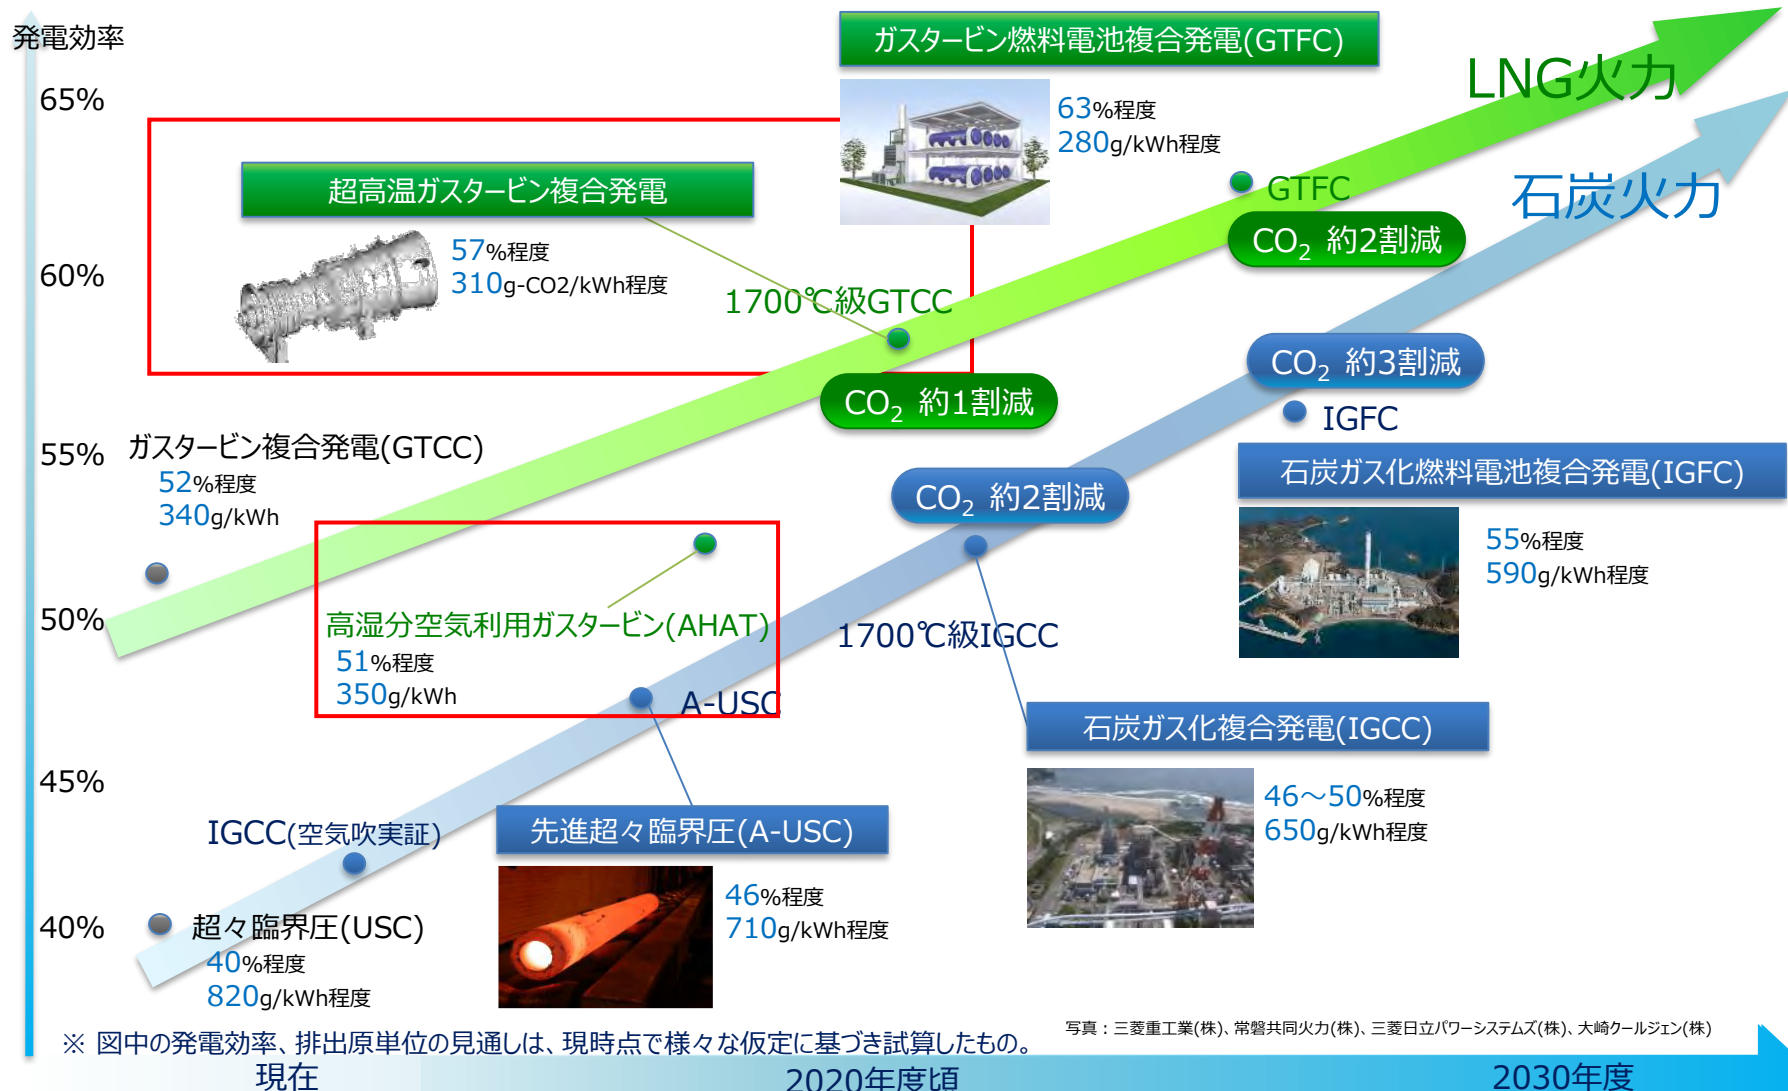 発電効率
65%
60%
55%
50%
45%
40%
ガスタービン燃料電池複合発電(GTFC)
63%程度
280g/kWh程度
LNG火力
石炭火力
超高温ガスタービン複合発電
57%程度
310g-CO2/kWh程度
1700℃級GTCC
GTFC
CO2 約2割減
CO2 約1割減
CO2 約3割減
IGFC
ガスタービン複合発電(GTCC)
52%程度
340g/kWh
CO2 約2割減
石炭ガス化燃料電池複合発電(IGFC)
55%程度
590g/kWh程度
高湿分空気利用ガスタービン(AHAT)
51%程度
350g/kWh
1700℃級IGCC
A-USC
石炭ガス化複合発電(IGCC)
46～50%程度
650g/kWh程度
IGCC(空気吹実証)
先進超々臨界圧(A-USC)
46%程度
710g/kWh程度
超々臨界圧(USC)
40%程度
820g/kWh程度
※ 図中の発電効率、排出原単位の見通しは、現時点で様々な仮定に基づき試算したもの。
写真：三菱重工業(株)、常磐共同火力(株)、三菱日立パワーシステムズ(株)、大崎クールジェン(株)
現在
2020年度頃
2030年度